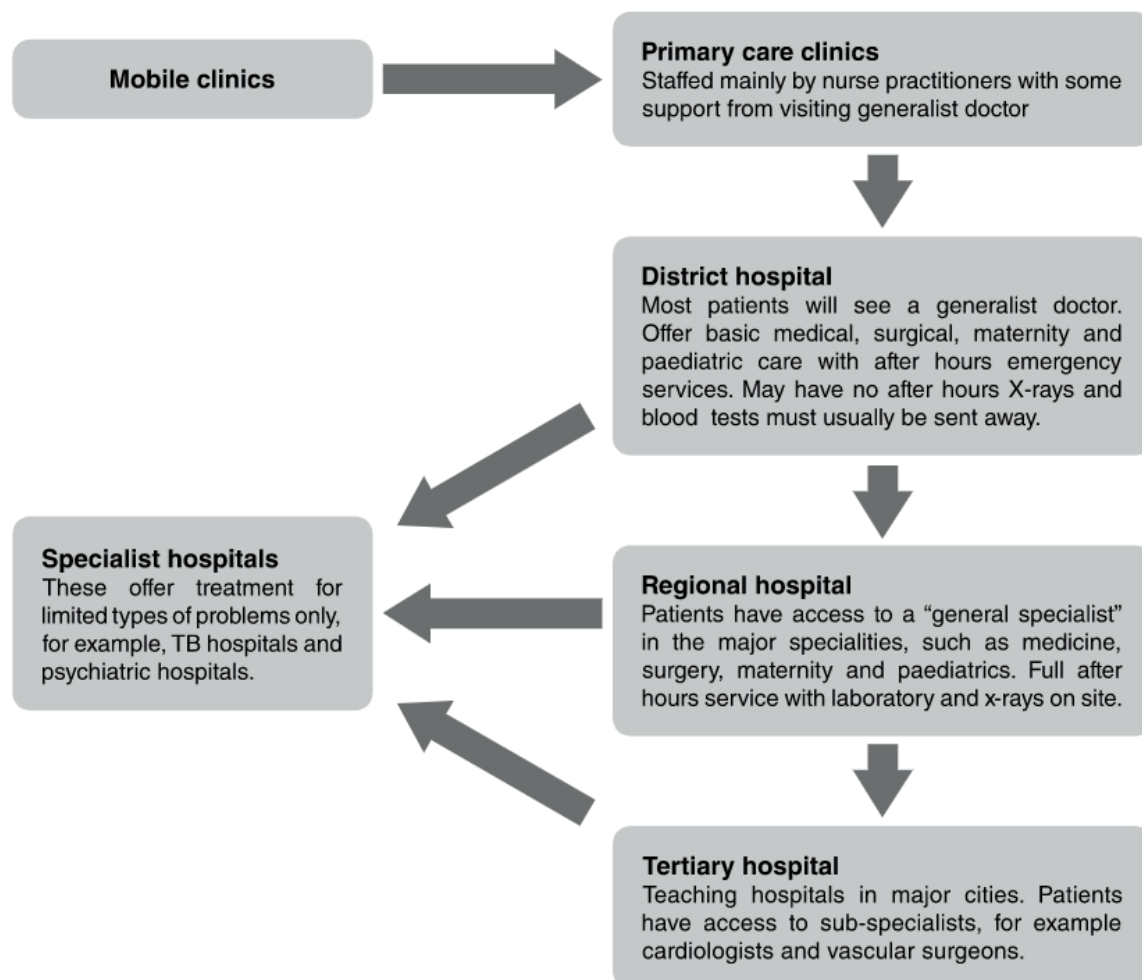 Mobile clinics
Primary care clinics
Staffed mainly by nurse practitioners with some
support from visiting generalist doctor
District hospital
Most patients will see a generalist doctor.
Offer basic medical, surgical, maternity and
paediatric care with after hours emergency
services. May have no after hours X-rays and
blood tests must usually be sent away.
Specialist hospitals
These offer treatment for
limited types of problems only,
for example, TB hospitals and
psychiatric hospitals.
Regional hospital
Patients have access to a “general specialist”
in the major specialities, such as medicine,
surgery, maternity and paediatrics. Full after
hours service with laboratory and x-rays on site.
Tertiary hospital
Teaching hospitals in major cities. Patients
have access to sub-specialists, for example
cardiologists and vascular surgeons.